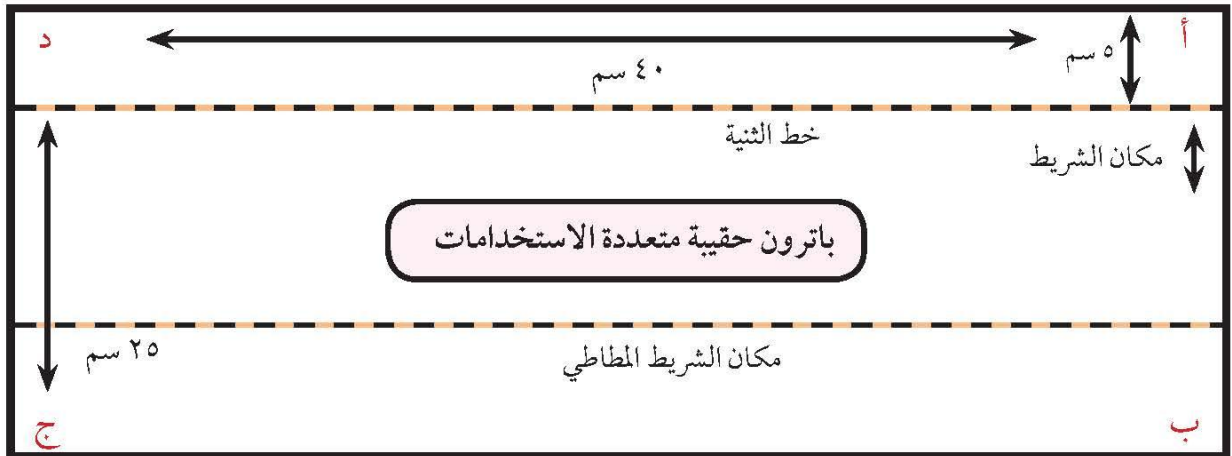 أ
٥ سم
د
٤٠ سم
خط الثنية
مكان الشريط
باترون حقيبة متعددة الاستخدامات
مكان الشريط المطاطي
٢٥ سم
ب
ج